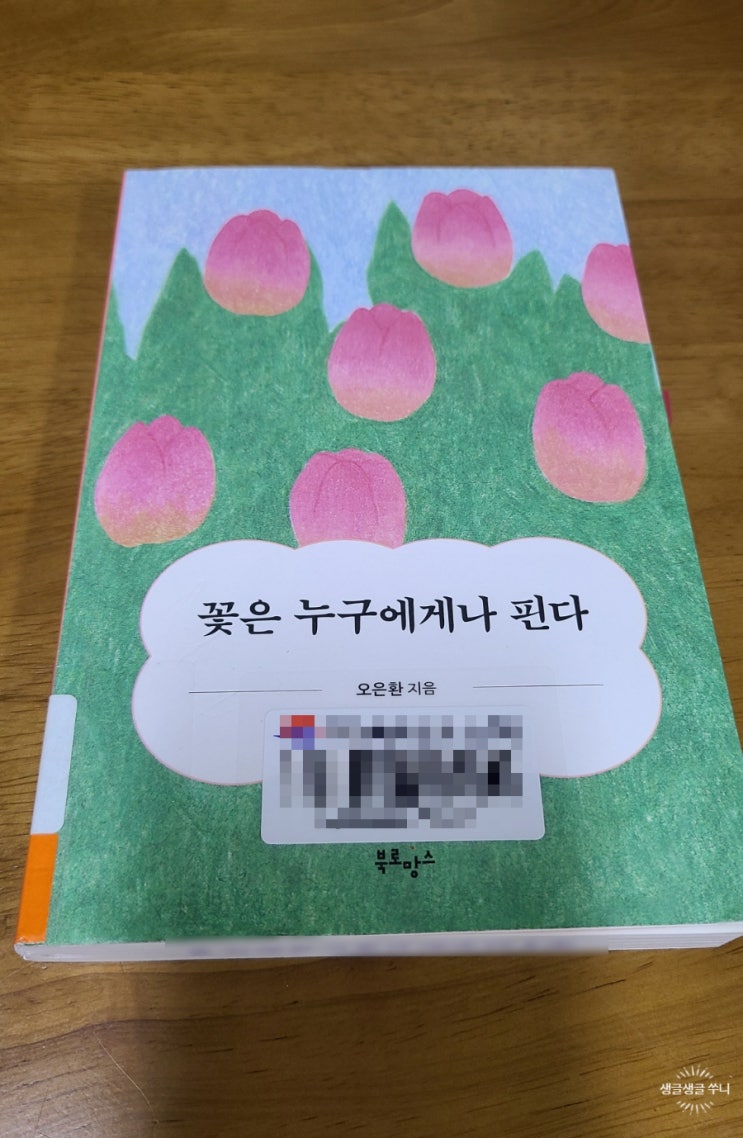 꽃은 누구에게나 핀다
오은환 지음
북로망스
생글생글 쑤니